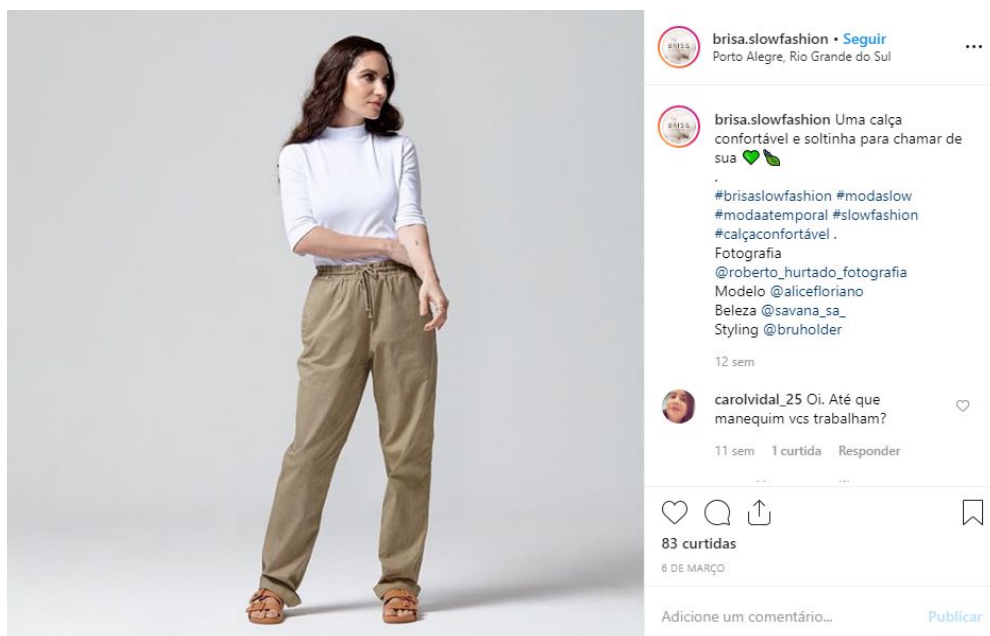 brisa.slowfashion • Seguir
Porto Alegre, Rio Grande do Sul
brisa.slowfashion Uma calça
confortável e soltinha para chamar de
sua 💚🍃
.
#brisaslowfashion #modaslow
#modaatemporal #slowfashion
#calçaconfortável .
Fotografia
@roberto_hurtado_fotografia
Modelo @alicefloriano
Beleza @savana_sa_
Styling @bruholder
12 sem
carolvidal_25 Oi. Até que
manequim vcs trabalham?
11 sem 1 curtida Responder
83 curtidas
6 DE MARÇO
Adicione um comentário... Publicar